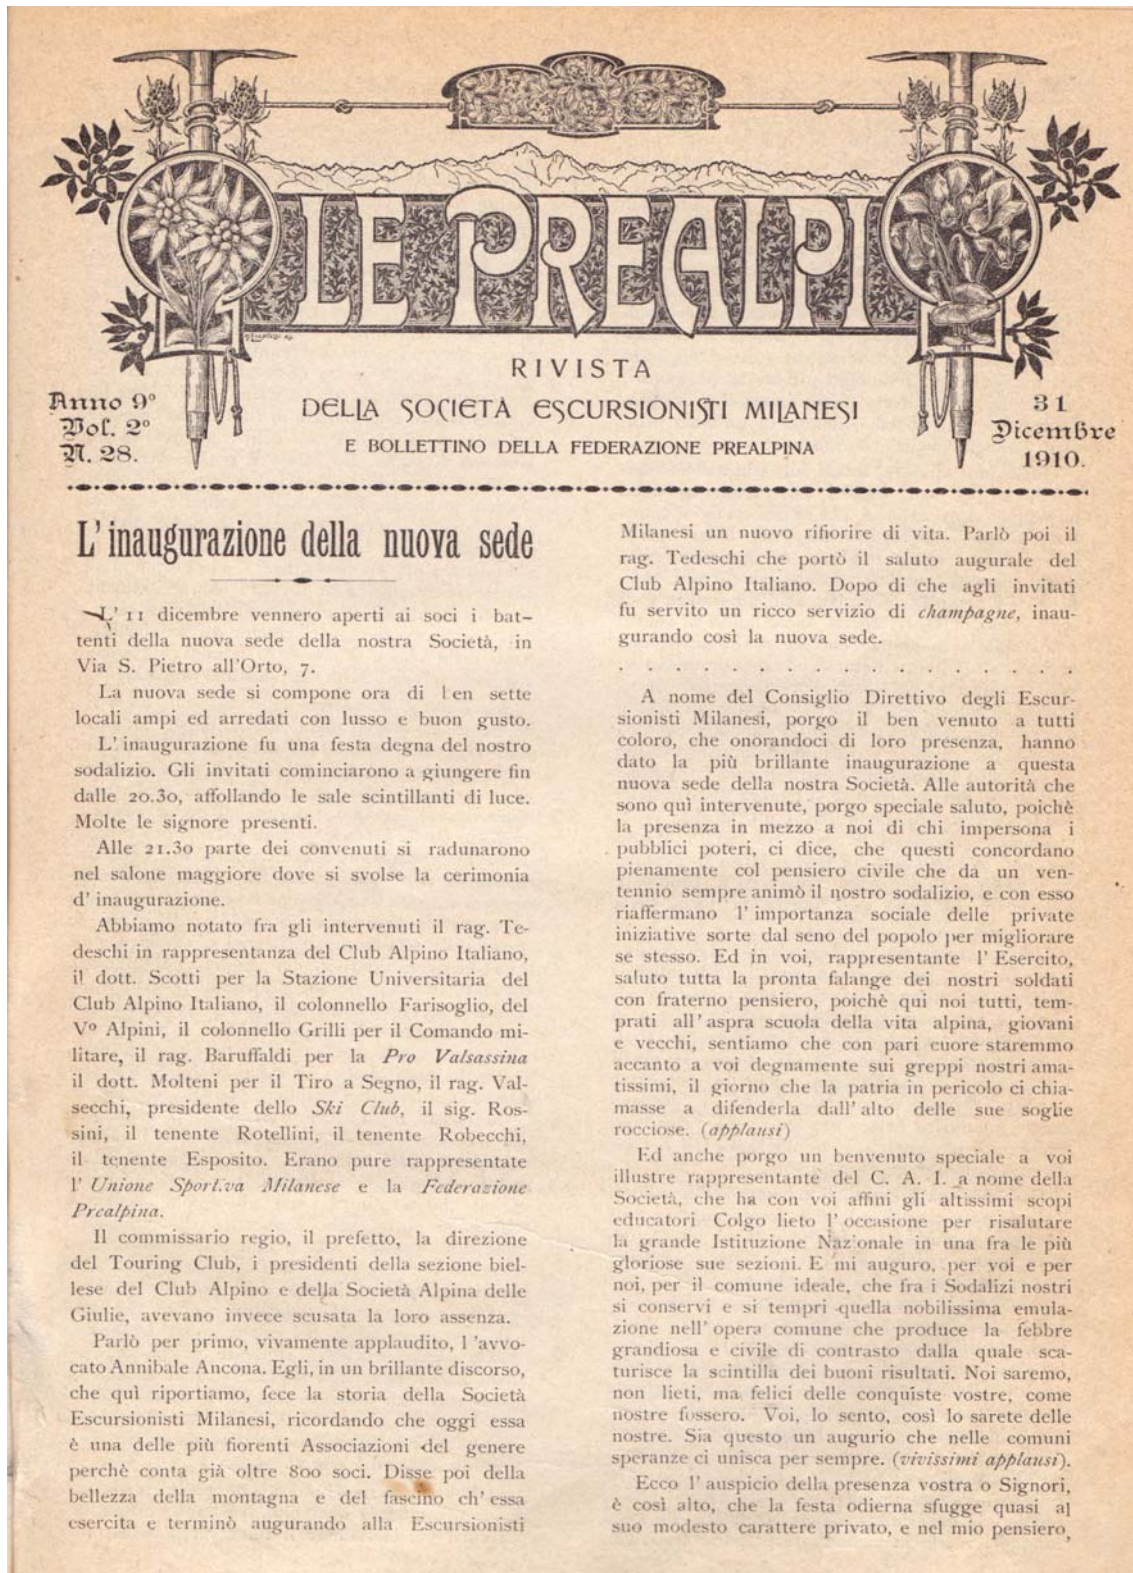 LE PREALPI
RIVISTA
DELLA SOCIETÀ ESCURSIONISTI MILANESI
E BOLLETTINO DELLA FEDERAZIONE PREALPINA
Anno 9º
Vol. 2º
N. 28.
31
Dicembre
1910.
L'inaugurazione della nuova sede
L' 11 dicembre vennero aperti ai soci i bat-
tenti della nuova sede della nostra Società, in
Via S. Pietro all'Orto, 7.
La nuova sede si compone ora di ben sette
locali ampi ed arredati con lusso e buon gusto.
L' inaugurazione fu una festa degna del nostro
sodalizio. Gli invitati cominciarono a giungere fin
dalle 20.30, affollando le sale scintillanti di luce.
Molte le signore presenti.
Alle 21.30 parte dei convenuti si radunarono
nel salone maggiore dove si svolse la cerimonia
d' inaugurazione.
Abbiamo notato fra gli intervenuti il rag. Te-
deschi in rappresentanza del Club Alpino Italiano,
il dott. Scotti per la Stazione Universitaria del
Club Alpino Italiano, il colonnello Farisoglio, del
Vº Alpini, il colonnello Grilli per il Comando mi-
litare, il rag. Baruffaldi per la Pro Valsassina
il dott. Molteni per il Tiro a Segno, il rag. Val-
secchi, presidente dello Ski Club, il sig. Ros-
sini, il tenente Rotellini, il tenente Robecchi,
il tenente Esposito. Erano pure rappresentate
l' Unione Sportiva Milanese e la Federazione
Prealpina.
Il commissario regio, il prefetto, la direzione
del Touring Club, i presidenti della sezione biel-
lese del Club Alpino e della Società Alpina delle
Giulie, avevano invece scusata la loro assenza.
Parlò per primo, vivamente applaudito, l 'avvo-
cato Annibale Ancona. Egli, in un brillante discorso,
che quì riportiamo, fece la storia della Società
Escursionisti Milanesi, ricordando che oggi essa
è una delle più fiorenti Associazioni del genere
perchè conta già oltre 800 soci. Disse poi della
bellezza della montagna e del fascino ch' essa
esercita e terminò augurando alla Escursionisti
Milanesi un nuovo rifiorire di vita. Parlò poi il
rag. Tedeschi che portò il saluto augurale del
Club Alpino Italiano. Dopo di che agli invitati
fu servito un ricco servizio di champagne, inau-
gurando così la nuova sede.
. . . . . . . . . . . . . . . . .
A nome del Consiglio Direttivo degli Escur-
sionisti Milanesi, porgo il ben venuto a tutti
coloro, che onorandoci di loro presenza, hanno
dato la più brillante inaugurazione a questa
nuova sede della nostra Società. Alle autorità che
sono quì intervenute, porgo speciale saluto, poichè
la presenza in mezzo a noi di chi impersona i
pubblici poteri, ci dice, che questi concordano
pienamente col pensiero civile che da un ven-
tennio sempre animò il nostro sodalizio, e con esso
riaffermano l' importanza sociale delle private
iniziative sorte dal seno del popolo per migliorare
se stesso. Ed in voi, rappresentante l' Esercito,
saluto tutta la pronta falange dei nostri soldati
con fraterno pensiero, poichè qui noi tutti, tem-
prati all' aspra scuola della vita alpina, giovani
e vecchi, sentiamo che con pari cuore staremmo
accanto a voi degnamente sui greppi nostri ama-
tissimi, il giorno che la patria in pericolo ci chia-
masse a difenderla dall' alto delle sue soglie
rocciose. (applausi)
Ed anche porgo un benvenuto speciale a voi
illustre rappresentante del C. A. I. a nome della
Società, che ha con voi affini gli altissimi scopi
educatori Colgo lieto l' occasione per risalutare
la grande Istituzione Nazionale in una fra le più
gloriose sue sezioni. E mi auguro, per voi e per
noi, per il comune ideale, che fra i Sodalizi nostri
si conservi e si tempri quella nobilissima emula-
zione nell' opera comune che produce la febbre
grandiosa e civile di contrasto dalla quale sca-
turisce la scintilla dei buoni risultati. Noi saremo,
non lieti, ma felici delle conquiste vostre, come
nostre fossero. Voi, lo sento, così lo sarete delle
nostre. Sia questo un augurio che nelle comuni
speranze ci unisca per sempre. (vivissimi applausi).
Ecco l' auspicio della presenza vostra o Signori,
è così alto, che la festa odierna sfugge quasi al
suo modesto carattere privato, e nel mio pensiero,